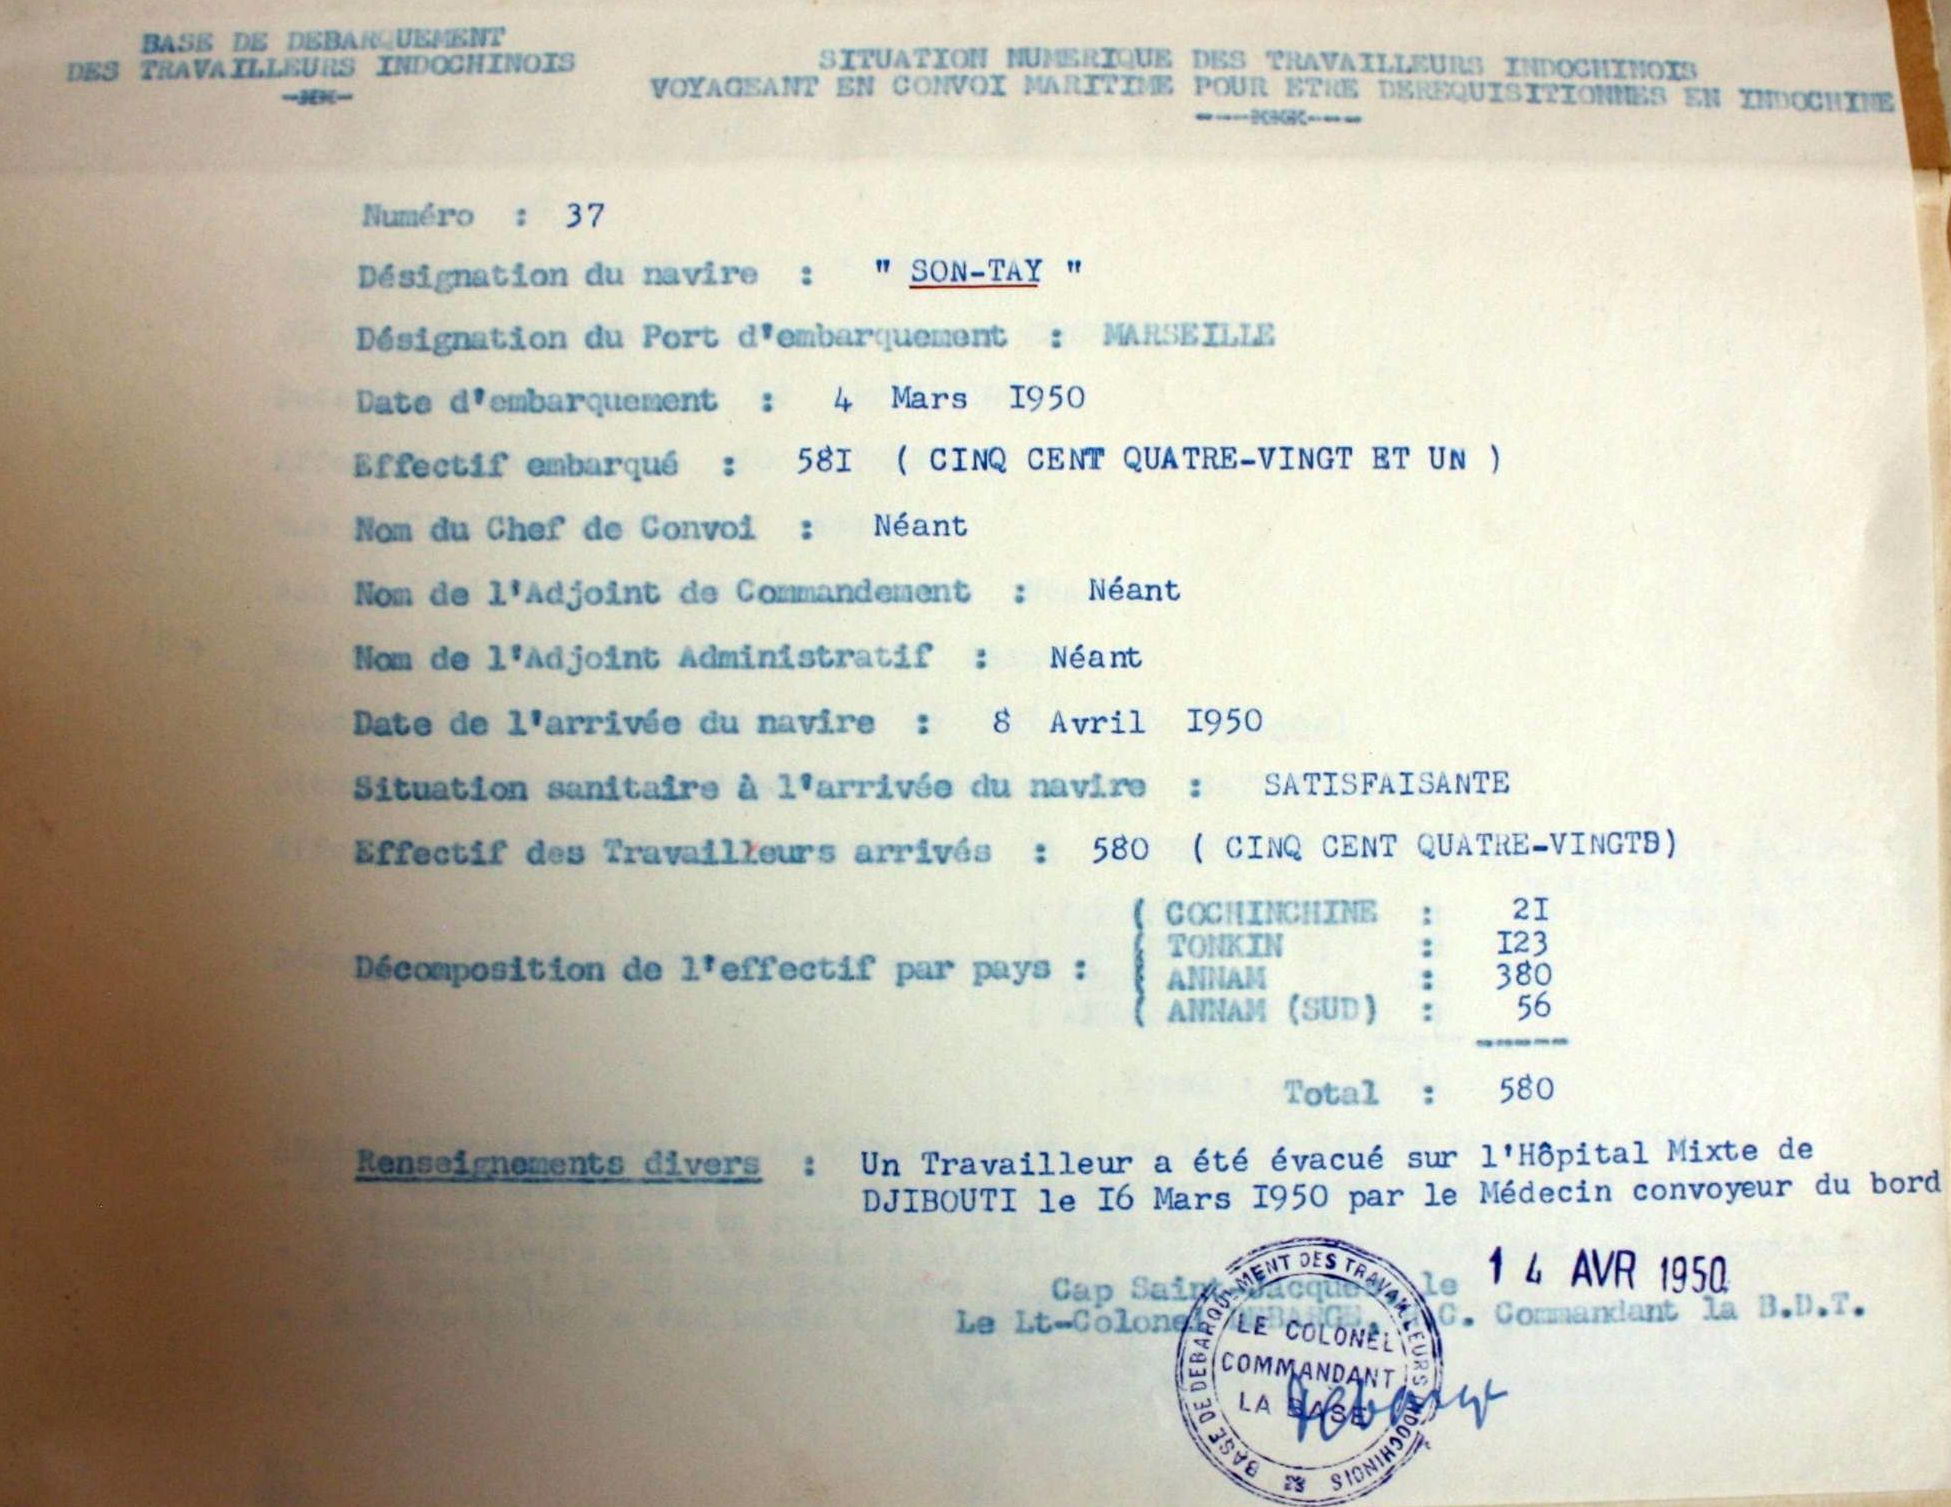 BASE DE DEBARQUEMENT
DES TRAVAILLEURS INDOCHINOIS
SITUATION NUMERIQUE DES TRAVAILLEURS INDOCHINOIS
VOYAGEANT EN CONVOI MARITIME POUR ETRE DEREQUISITIONNES EN INDOCHINE
Numéro : 37
Désignation du navire : " SON-TAY "
Désignation du Port d'embarquement : MARSEILLE
Date d'embarquement : 4 Mars I950
Effectif embarqué : 58I ( CINQ CENT QUATRE-VINGT ET UN )
Nom du Chef de Convoi : Néant
Nom de l'Adjoint de Commandement : Néant
Nom de l'Adjoint Administratif : Néant
Date de l'arrivée du navire : 8 Avril I950
Situation sanitaire à l'arrivée du navire : SATISFAISANTE
Effectif des Travailleurs arrivés : 580 ( CINQ CENT QUATRE-VINGTS)
Décomposition de l'effectif par pays :
( COCHINCHINE : 2I
( TONKIN : I23
( ANNAM : 380
( ANNAM (SUD) : 56
Total : 580
Renseignements divers : Un Travailleur a été évacué sur l'Hôpital Mixte de
DJIBOUTI le I6 Mars I950 par le Médecin convoyeur du bord
Cap Saint-Jacques le 14 AVR 1950
Le Lt-Colonel DEBARGE, C. Commandant la B.D.T.
BASE DE DEBARQUEMENT DES TRAVAILLEURS INDOCHINOIS
LE COLONEL
COMMANDANT
LA BASE
Debarge